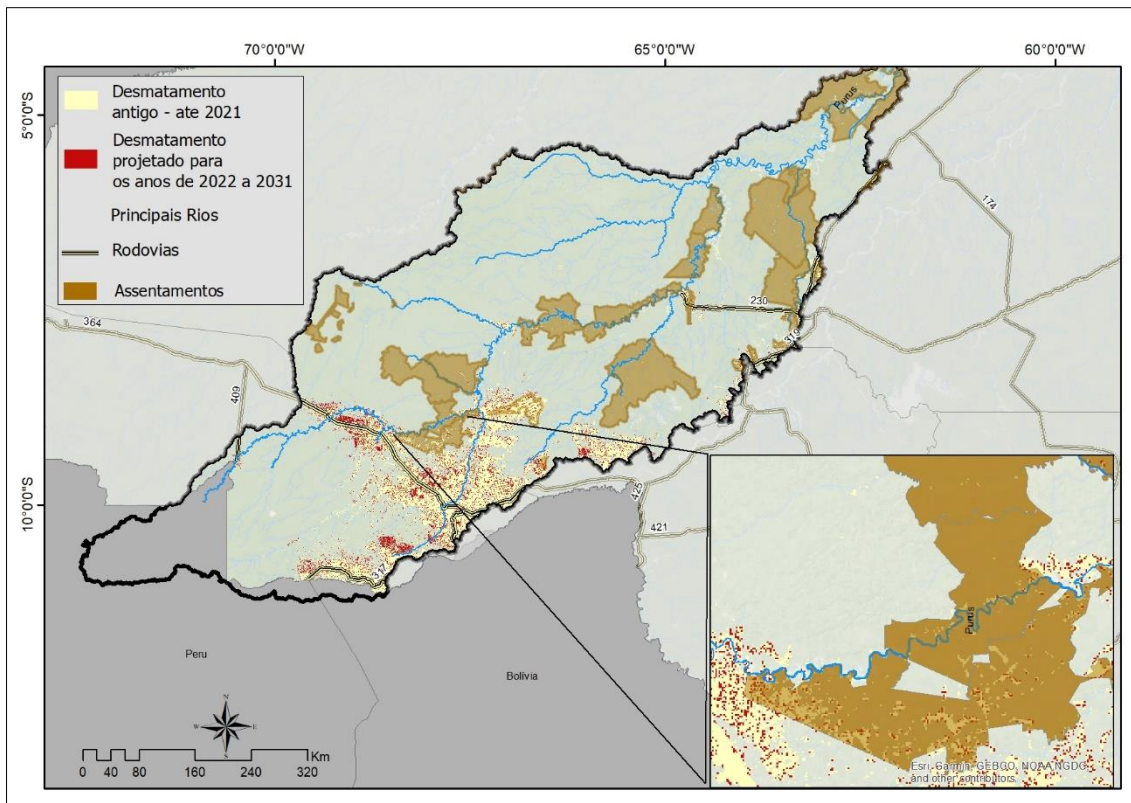 70°0'0"W
65°0'0"W
60°0'0"W
5°0'0"S
10°0'0"S
Desmatamento
antigo - ate 2021
Desmatamento
projetado para
os anos de 2022 a 2031
Principais Rios
Rodovias
Assentamentos
Purus
174
230
319
364
409
317
425
421
Peru
Bolívia
N
W
E
S
0
40
80
160
240
320
Km
Purus
Esri, Garmin, GEBCO, NOAA NGDC,
and other contributors